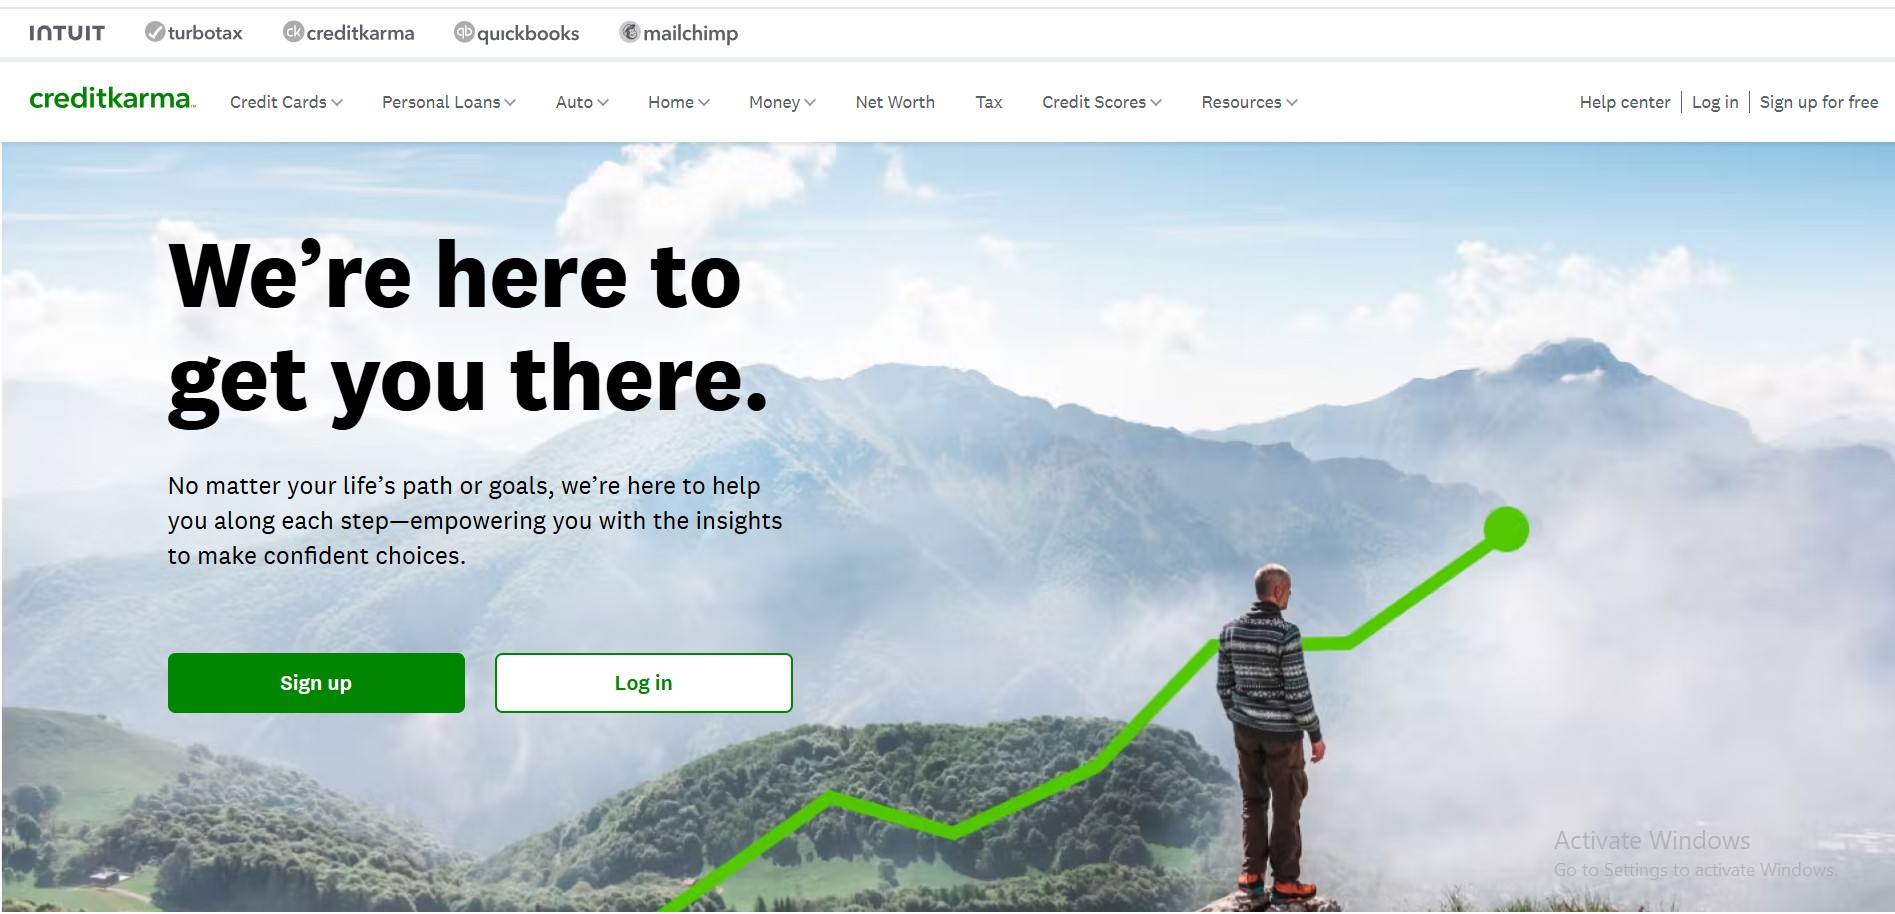 INTUIT turbotax ck creditkarma qb quickbooks mailchimp
creditkarma Credit Cards Personal Loans Auto Home Money Net Worth Tax Credit Scores Resources Help center Log in Sign up for free
We’re here to
get you there.
No matter your life’s path or goals, we’re here to help
you along each step—empowering you with the insights
to make confident choices.
Sign up Log in
Activate Windows
Go to Settings to activate Windows.